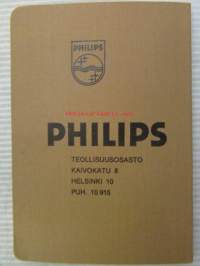 PHILIPS
PHILIPS
TEOLLISUUSOSASTO
KAIVOKATU 8
HELSINKI 10
PUH. 10 915